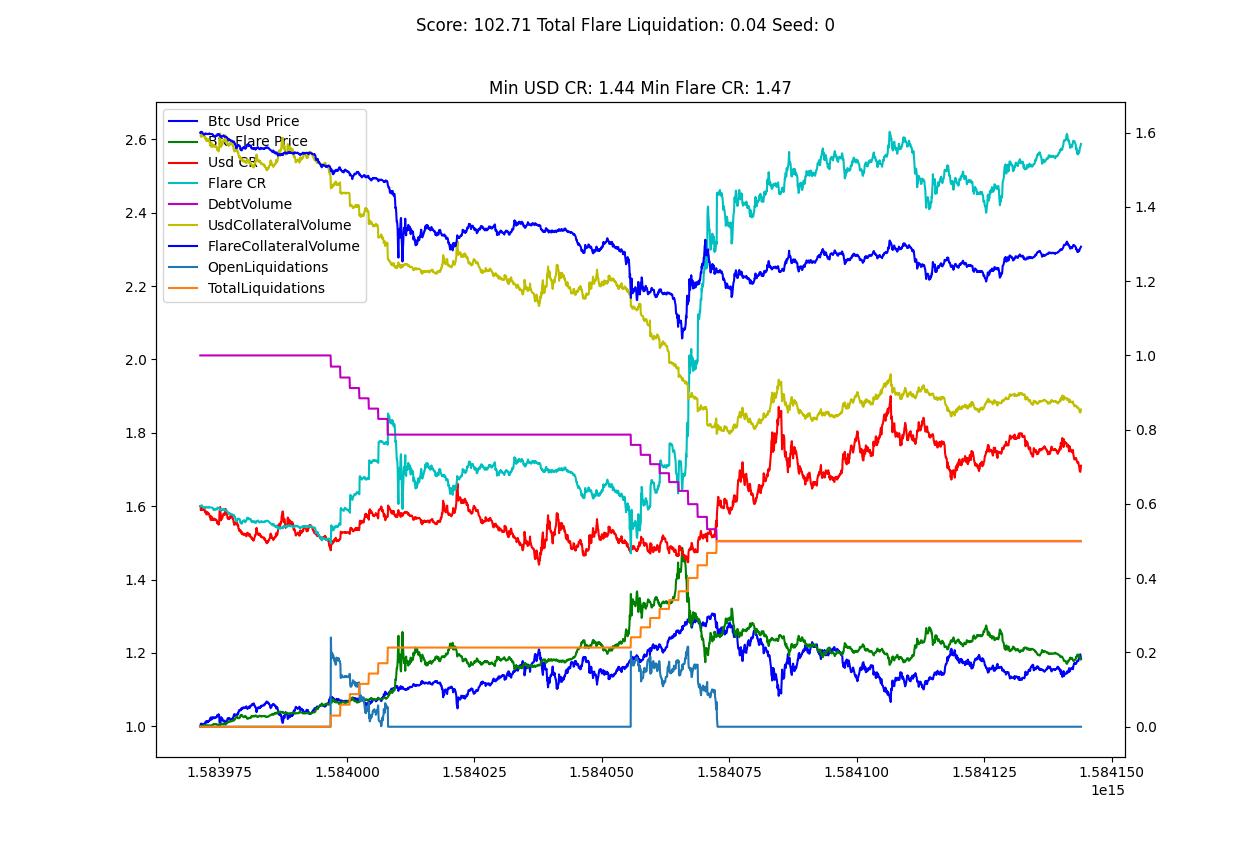 Score: 102.71 Total Flare Liquidation: 0.04 Seed: 0
Min USD CR: 1.44 Min Flare CR: 1.47
Btc Usd Price
Btc Flare Price
Usd CR
Flare CR
DebtVolume
UsdCollateralVolume
FlareCollateralVolume
OpenLiquidations
TotalLiquidations
2.6
2.4
2.2
2.0
1.8
1.6
1.4
1.2
1.0
1.6
1.4
1.2
1.0
0.8
0.6
0.4
0.2
0.0
1.583975 1.584000 1.584025 1.584050 1.584075 1.584100 1.584125 1.584150
1e15